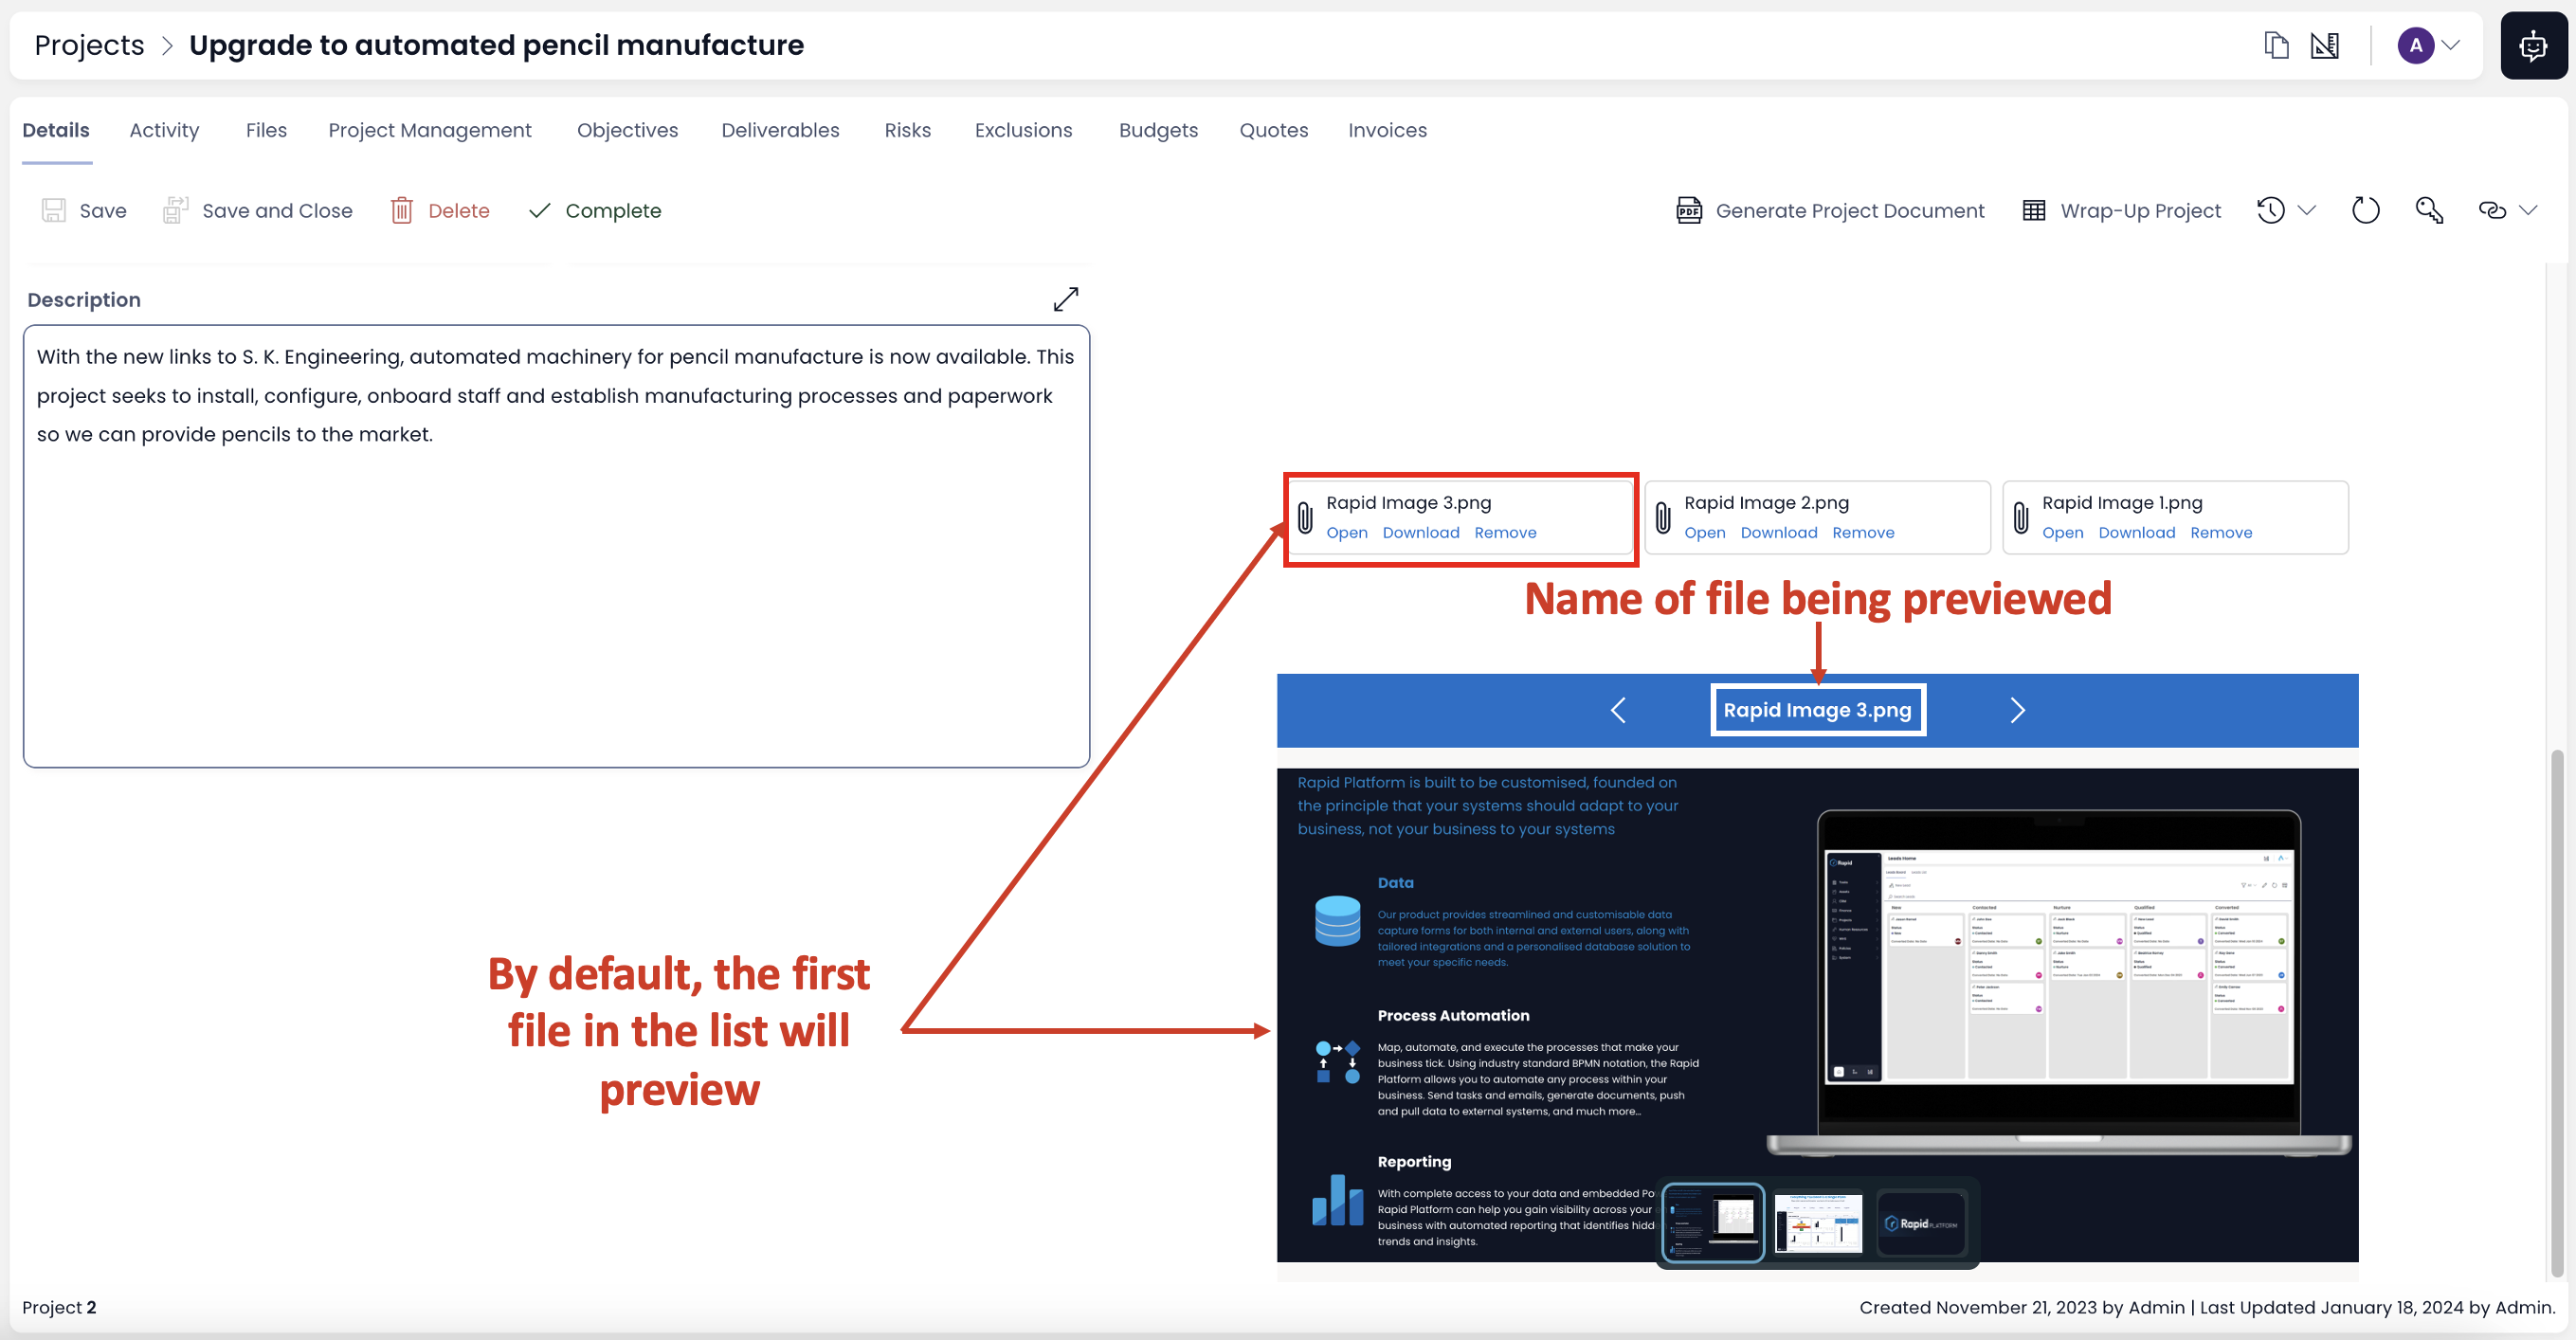 Projects > Upgrade to automated pencil manufacture
A
Details Activity Files Project Management Objectives Deliverables Risks Exclusions Budgets Quotes Invoices
Save Save and Close Delete Complete
PDF Generate Project Document Wrap-Up Project
Description
With the new links to S. K. Engineering, automated machinery for pencil manufacture is now available. This
project seeks to install, configure, onboard staff and establish manufacturing processes and paperwork
so we can provide pencils to the market.
Rapid Image 3.png
Open Download Remove
Rapid Image 2.png
Open Download Remove
Rapid Image 1.png
Open Download Remove
Name of file being previewed
Rapid Image 3.png
By default, the first
file in the list will
preview
Rapid Platform is built to be customised, founded on
the principle that your systems should adapt to your
business, not your business to your systems
Data
Our product provides streamlined and customisable data
capture forms for both internal and external users, along with
tailored integrations and a personalised database solution to
meet your specific needs.
Process Automation
Map, automate, and execute the processes that make your
business tick. Using industry standard BPMN notation, the Rapid
Platform allows you to automate any process within your
business. Send tasks and emails, generate documents, push
and pull data to external systems, and much more...
Reporting
With complete access to your data and embedded Po
Rapid Platform can help you gain visibility across your
business with automated reporting that identifies hidd
trends and insights.
Rapid
Leads Home
New Contacted Nurture Qualified Converted
Rapid PLATFORM
Project 2
Created November 21, 2023 by Admin | Last Updated January 18, 2024 by Admin.